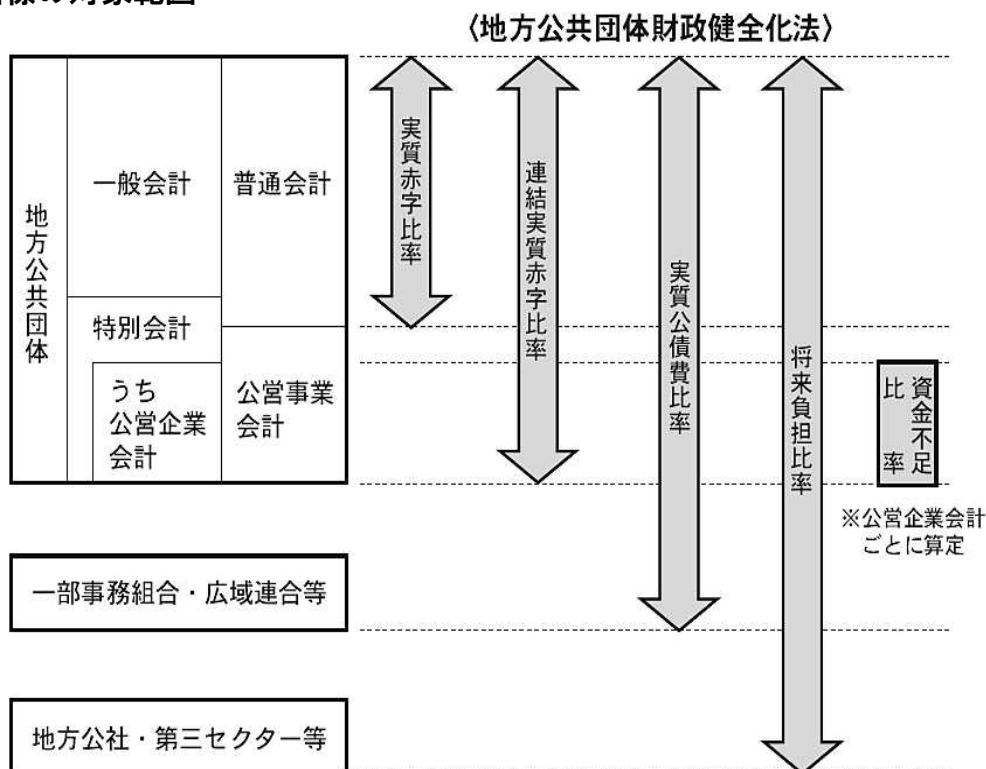 の対象範囲
〈地方公共団体財政健全化法〉
地方公共団体
一般会計
普通会計
特別会計
うち
公営企業
会計
公営事業
会計
実質赤字比率
連結実質赤字比率
実質公債費比率
将来負担比率
資金不足
比率
※公営企業会計
ごとに算定
一部事務組合・広域連合等
地方公社・第三セクター等